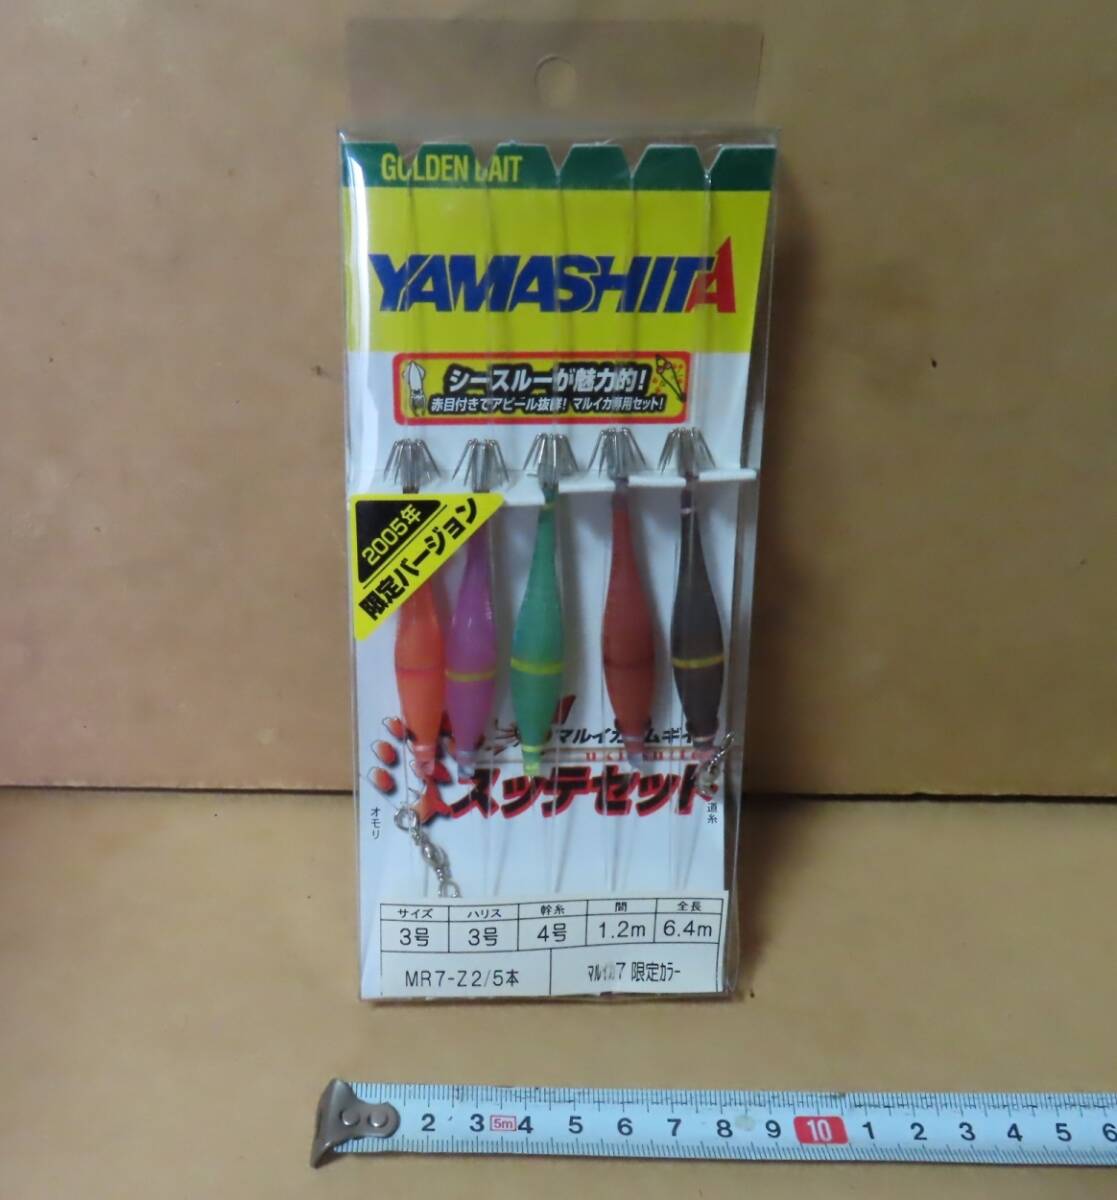 GOLDEN BAIT
YAMASHITA
シースルーが魅力的!
赤目付きでアピール抜群! マルイカ専用セット!
2005年
限定バージョン
マルイカ ムギイ
スッテセット
オモリ
道糸
サイズ ハリス 幹糸 間 全長
3号 3号 4号 1.2m 6.4m
MR7-Z2/5本 マルイカ7 限定カラー
2 3 5m 4 5 6 7 8 9 10 1 2 3 4 5 6